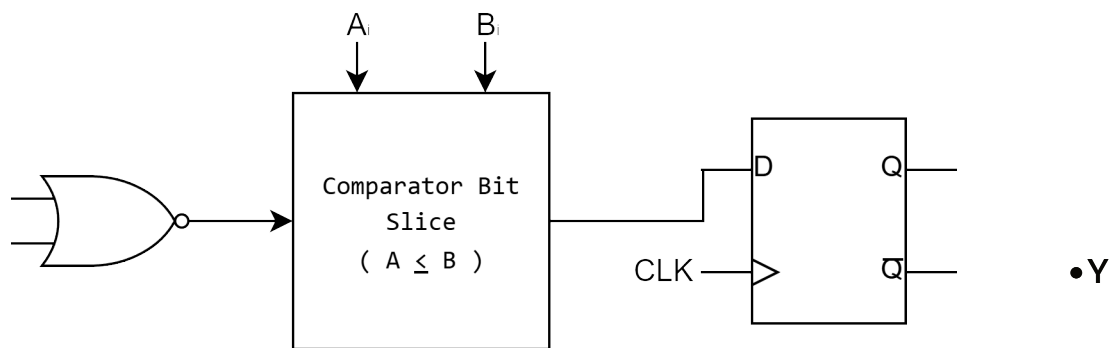 Ai Bi
Comparator Bit
Slice
( A ≤ B )
D Q
CLK Q̅
•Y